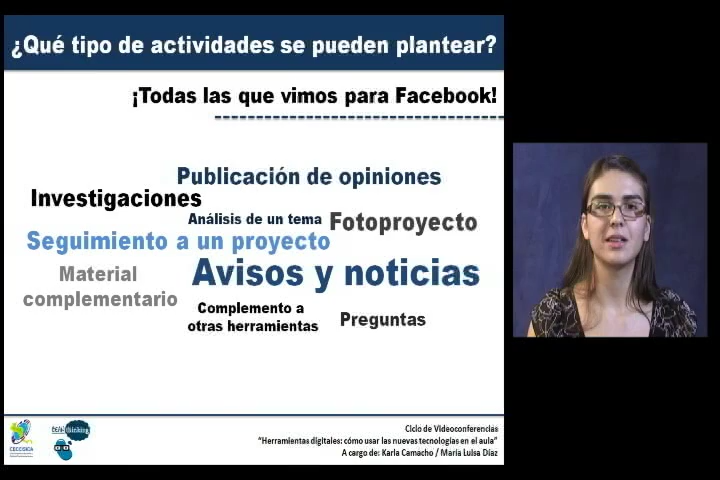 ¿Qué tipo de actividades se pueden plantear?
¡Todas las que vimos para Facebook!
Publicación de opiniones
Investigaciones
Análisis de un tema
Fotoproyecto
Seguimiento a un proyecto
Avisos y noticias
Material
complementario
Complemento a
otras herramientas
Preguntas
Ciclo de Videoconferencias
"Herramientas digitales: cómo usar las nuevas tecnologías en el aula"
A cargo de: Karla Camacho / María Luisa Díaz
CECCSICA
thinking